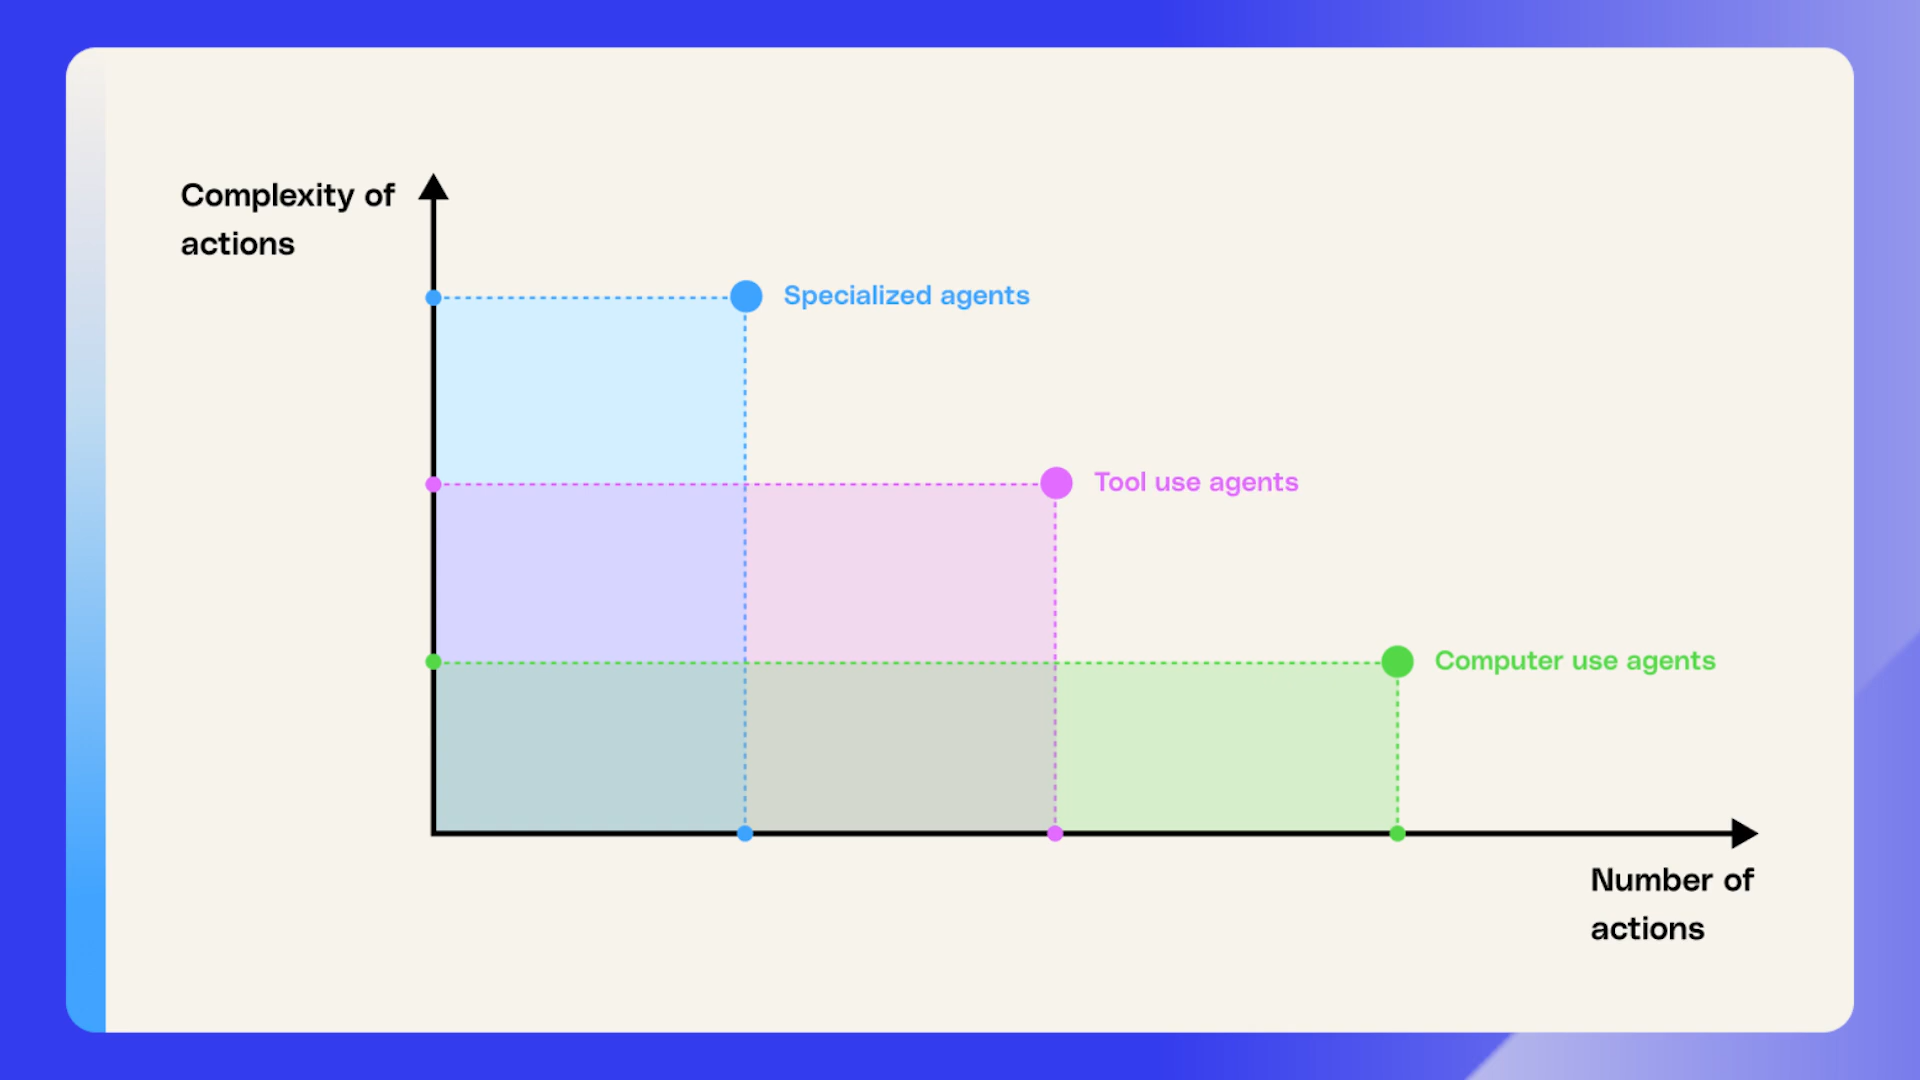 Complexity of
actions
Specialized agents
Tool use agents
Computer use agents
Number of
actions